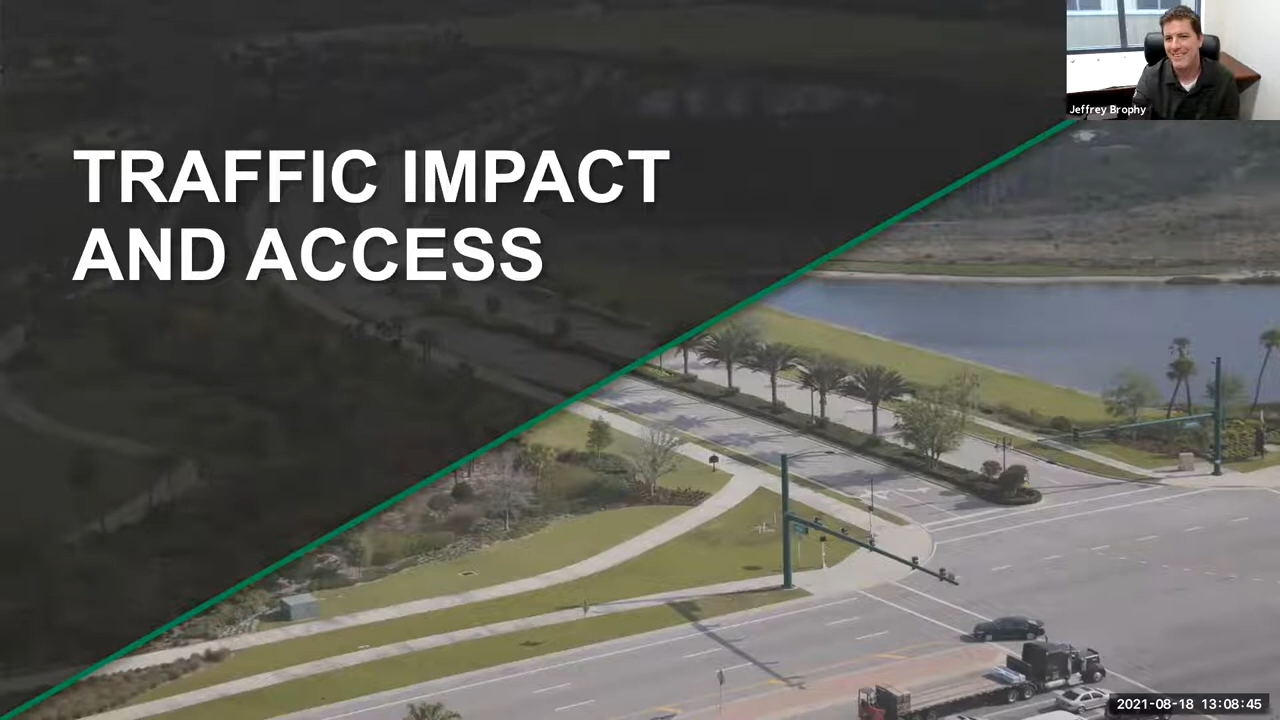 TRAFFIC IMPACT
AND ACCESS
Jeffrey Brophy
2021-08-18 13:08:45